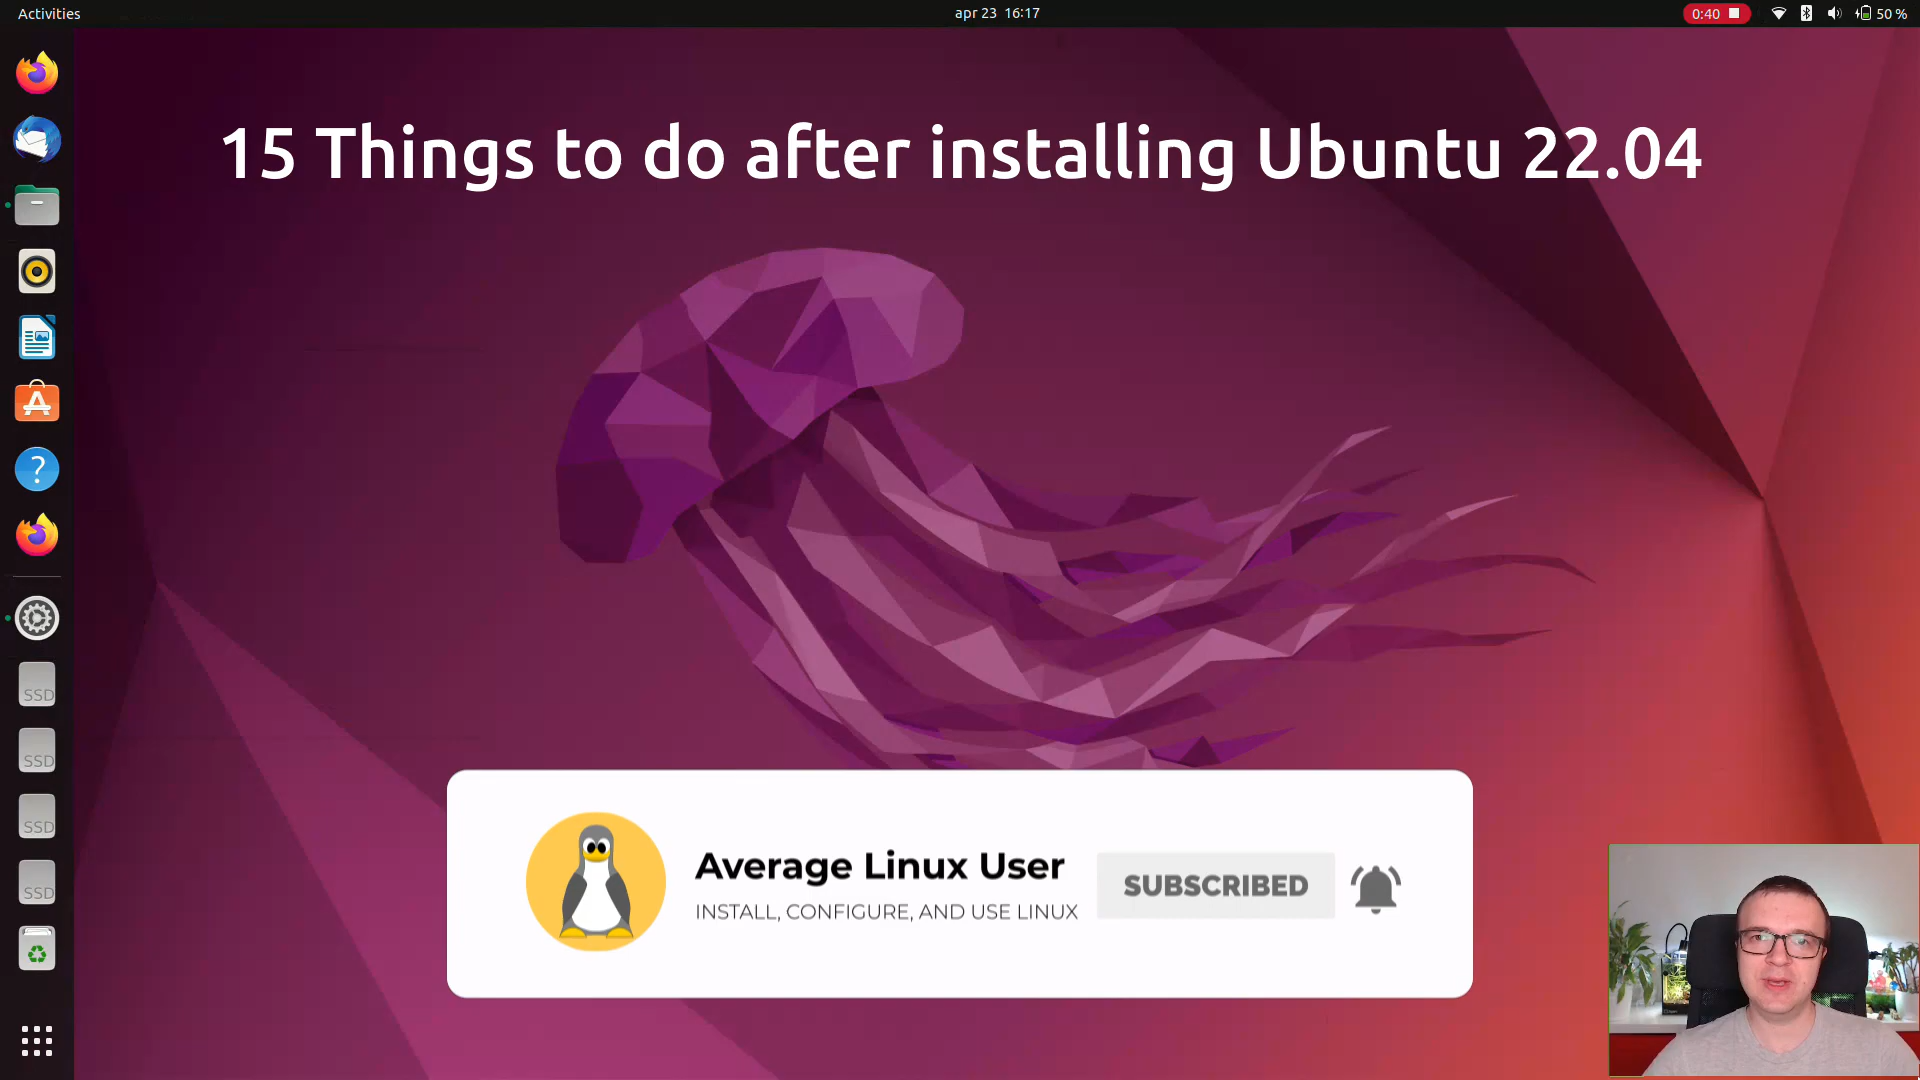 Activities
apr 23 16:17
0:40
50 %
15 Things to do after installing Ubuntu 22.04
?
SSD
SSD
SSD
SSD
Average Linux User
INSTALL, CONFIGURE, AND USE LINUX
SUBSCRIBED